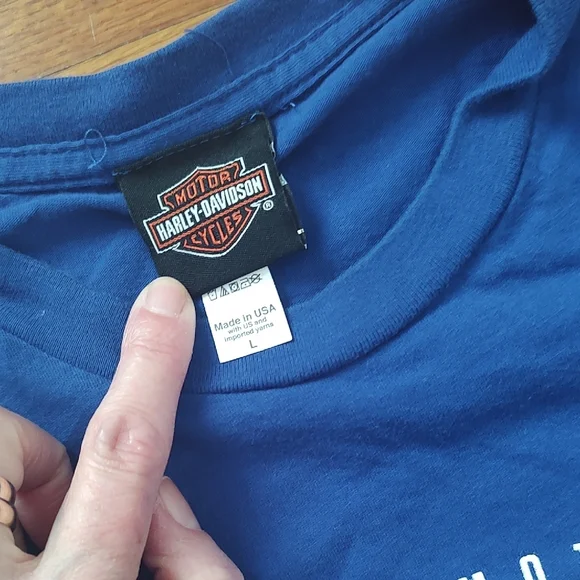 MOTOR
HARLEY-DAVIDSON
CYCLES
®
Made in USA
with US and
imported yarns
L